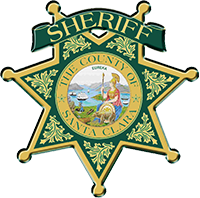 SHERIFF
THE COUNTY OF
SANTA CLARA
EUREKA